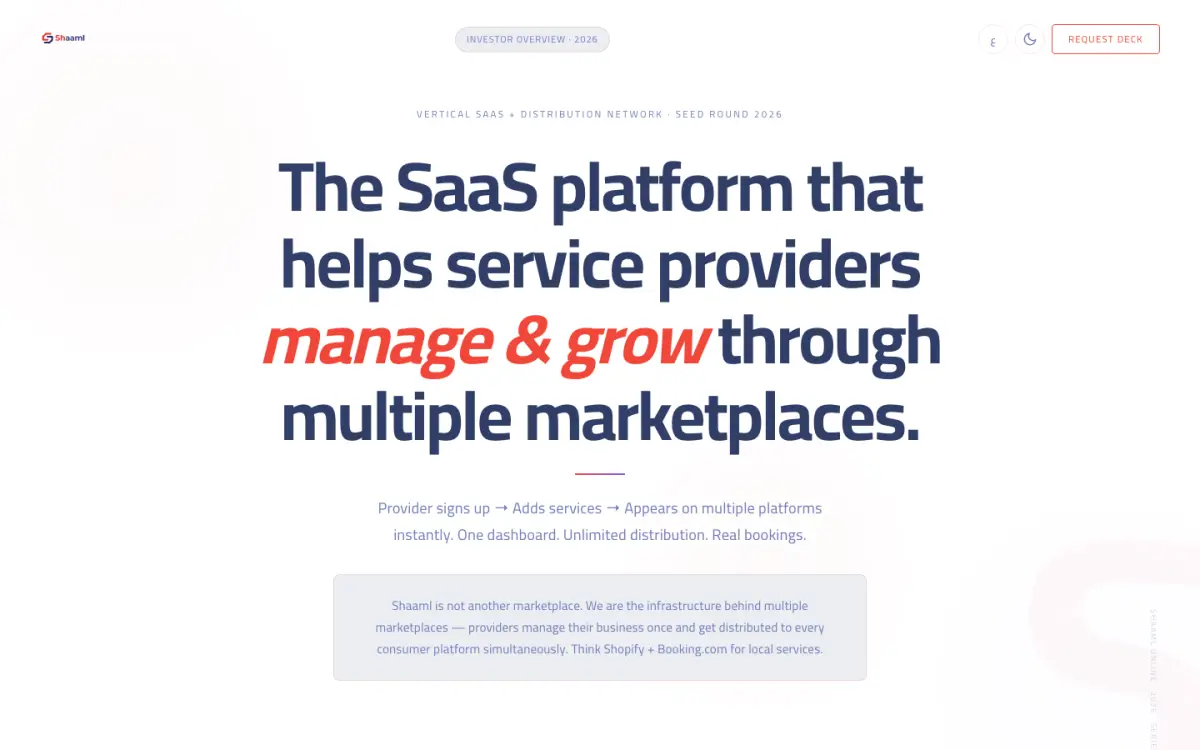 Shaaml
INVESTOR OVERVIEW · 2026
ع
REQUEST DECK
VERTICAL SAAS + DISTRIBUTION NETWORK · SEED ROUND 2026
The SaaS platform that
helps service providers
manage & grow through
multiple marketplaces.
Provider signs up → Adds services → Appears on multiple platforms
instantly. One dashboard. Unlimited distribution. Real bookings.
Shaaml is not another marketplace. We are the infrastructure behind multiple
marketplaces — providers manage their business once and get distributed to every
consumer platform simultaneously. Think Shopify + Booking.com for local services.
SHAAML ONLINE · 2026 ·